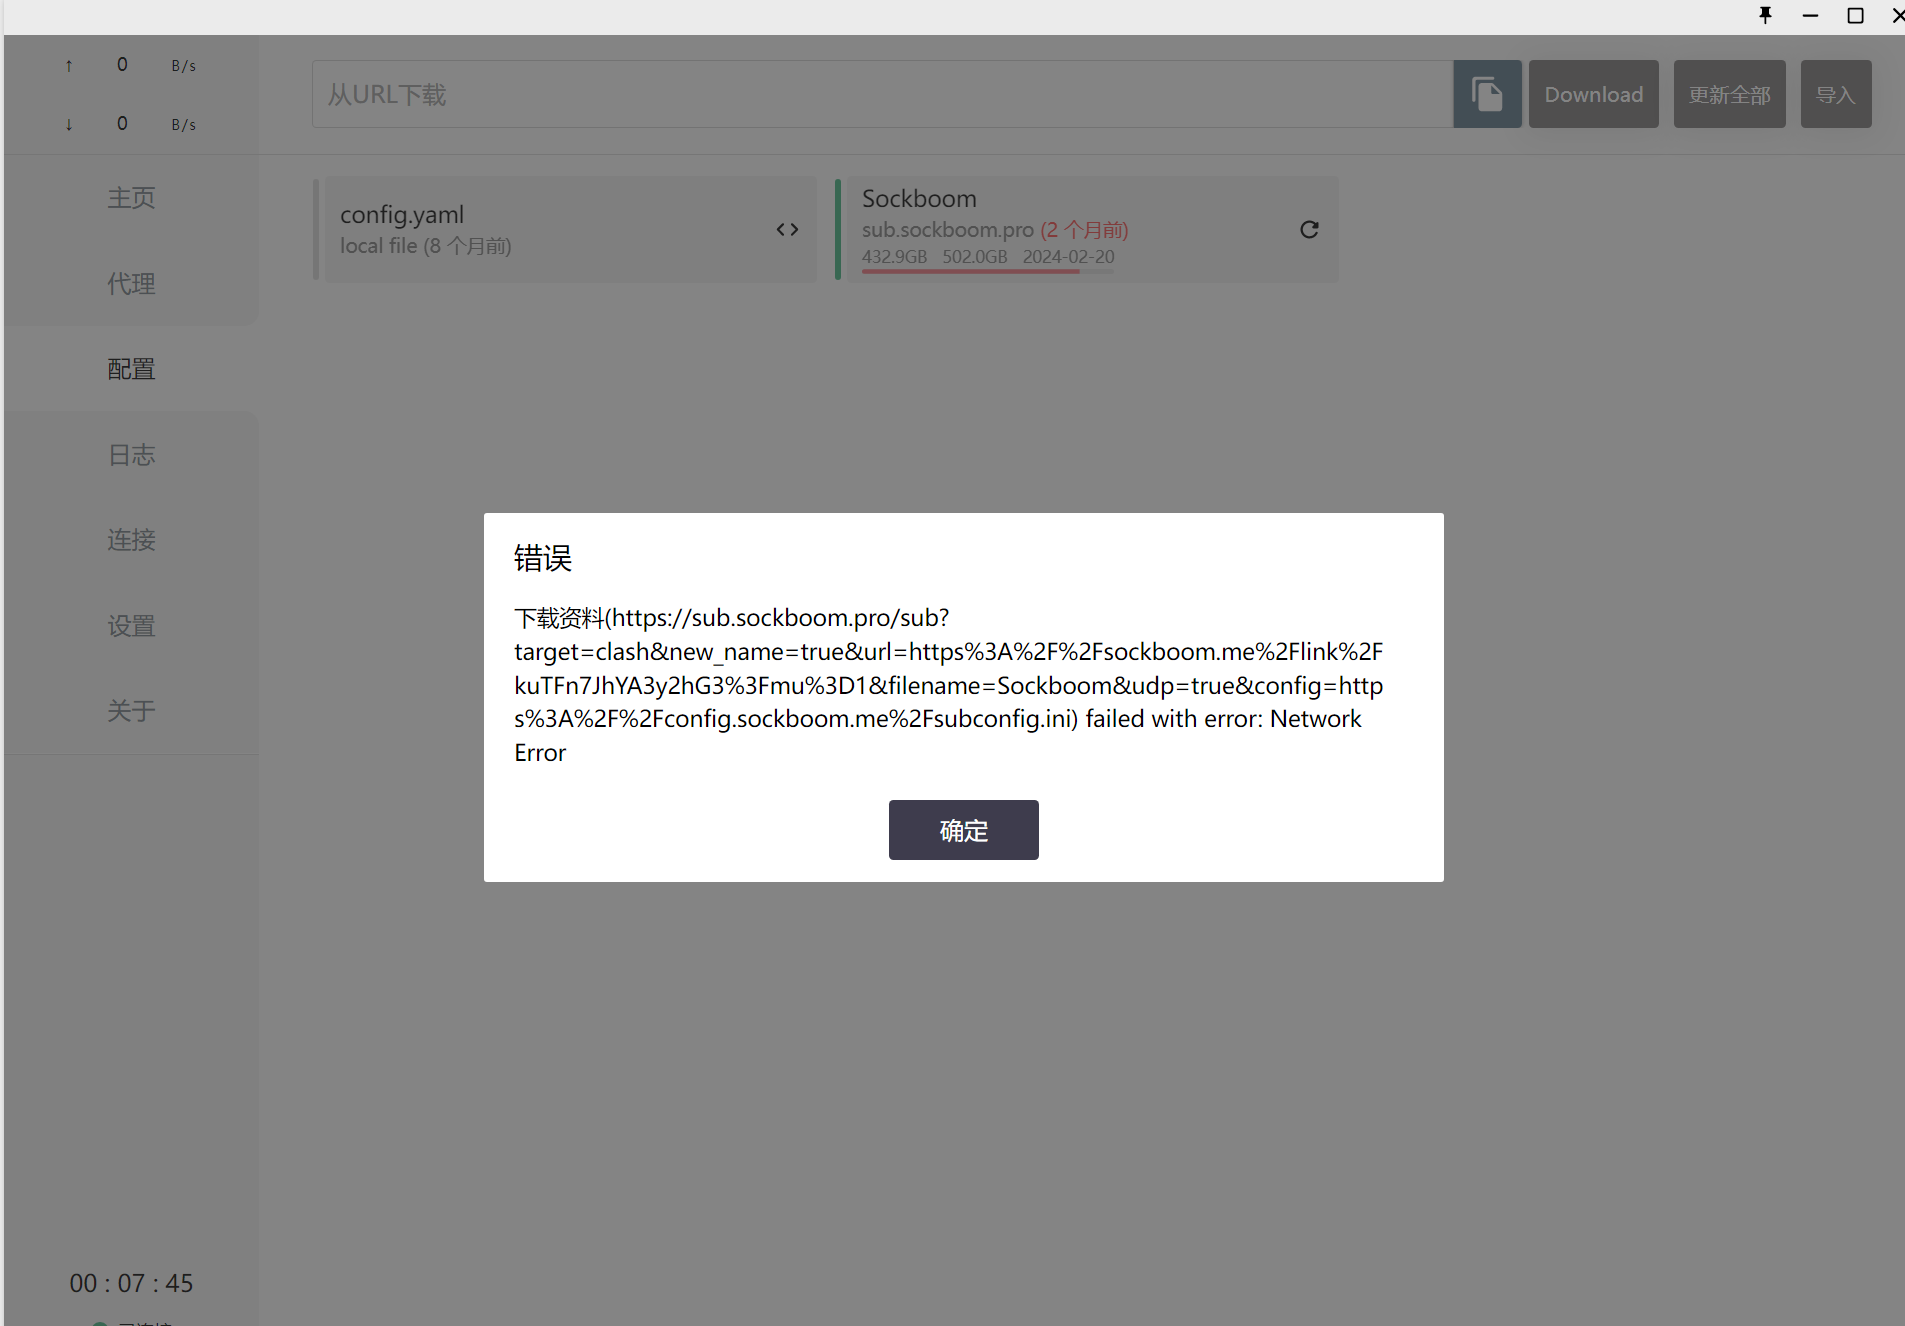 ↑ 0 B/s
↓ 0 B/s
从URL下载
Download
更新全部
导入
主页
代理
配置
日志
连接
设置
关于
config.yaml
local file (8 个月前)
Sockboom
sub.sockboom.pro (2 个月前)
432.9GB 502.0GB 2024-02-20
错误
下载资料(https://sub.sockboom.pro/sub?
target=clash&new_name=true&url=https%3A%2F%2Fsockboom.me%2Flink%2F
kuTFn7JhYA3y2hG3%3Fmu%3D1&filename=Sockboom&udp=true&config=http
s%3A%2F%2Fconfig.sockboom.me%2Fsubconfig.ini) failed with error: Network
Error
确定
00 : 07 : 45